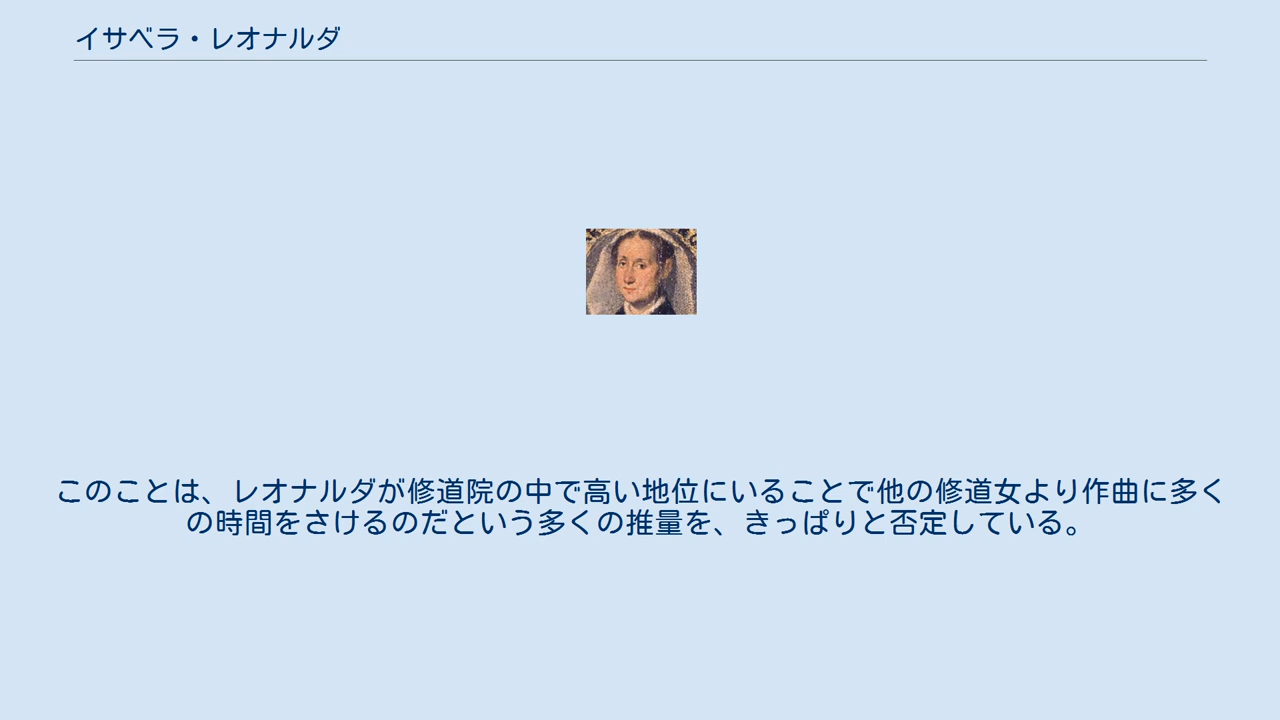 イサベラ・レオナルダ
このことは、レオナルダが修道院の中で高い地位にいることで他の修道女より作曲に多く
の時間をさけるのだという多くの推量を、きっぱりと否定している。